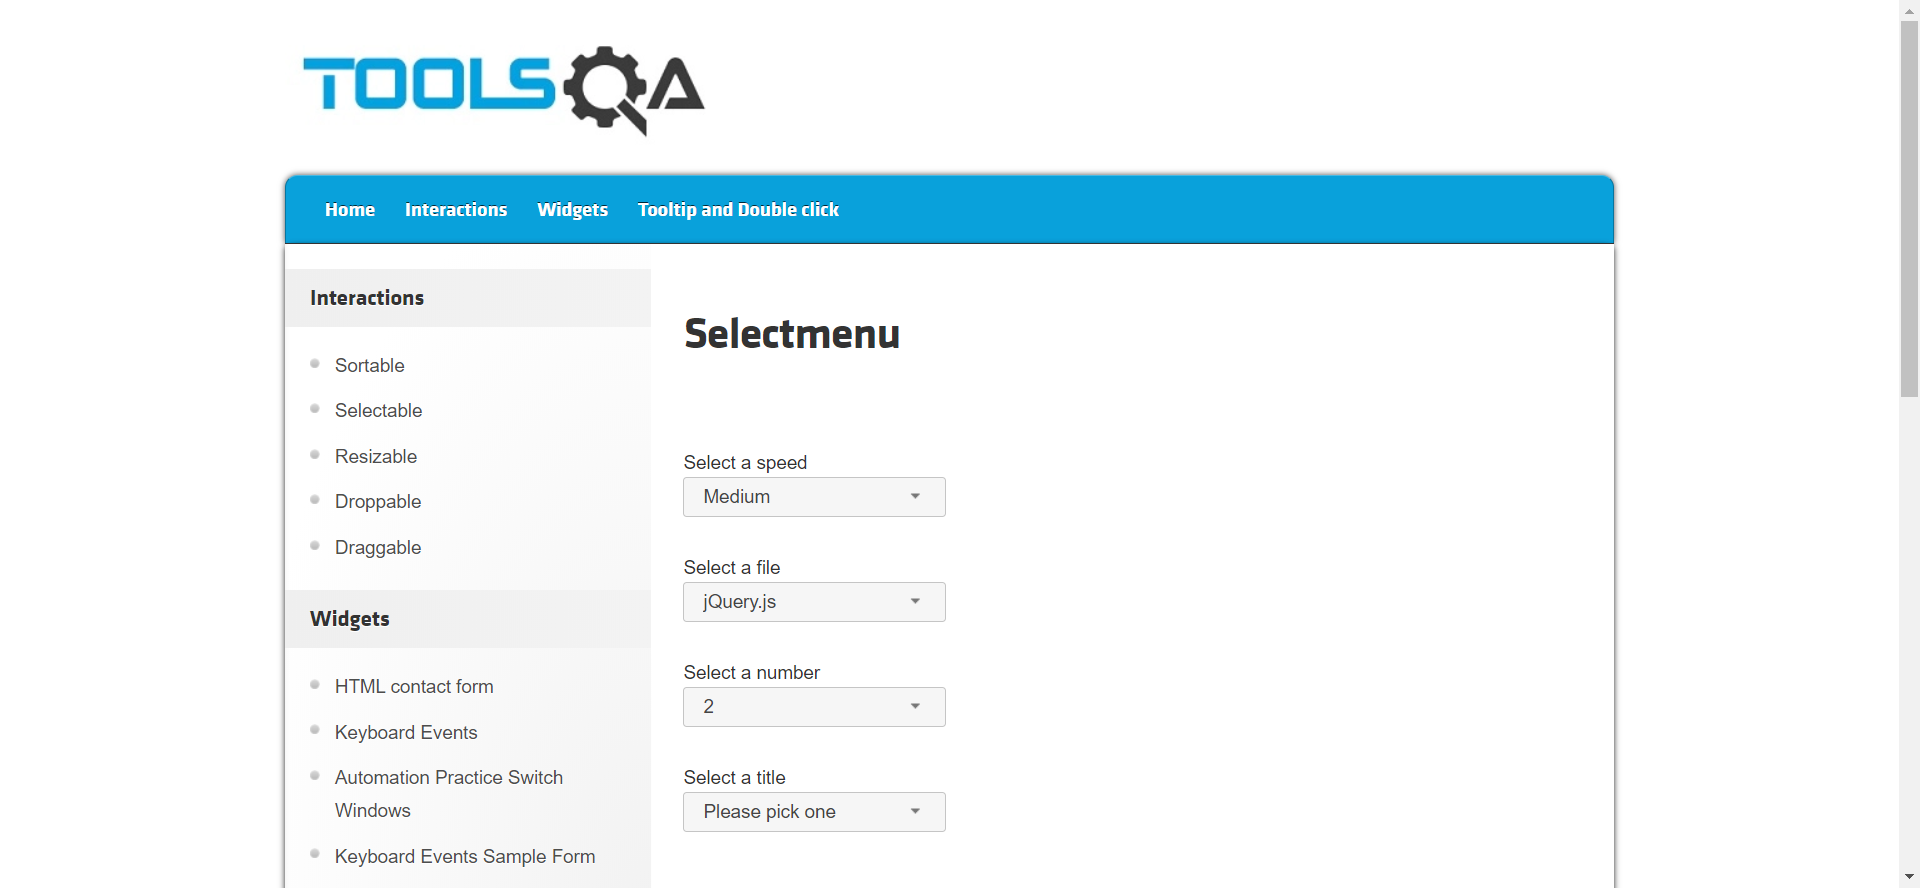 TOOLSQA
Home Interactions Widgets Tooltip and Double click
Interactions
Sortable
Selectable
Resizable
Droppable
Draggable
Widgets
HTML contact form
Keyboard Events
Automation Practice Switch
Windows
Keyboard Events Sample Form
Selectmenu
Select a speed
Medium
Select a file
jQuery.js
Select a number
2
Select a title
Please pick one